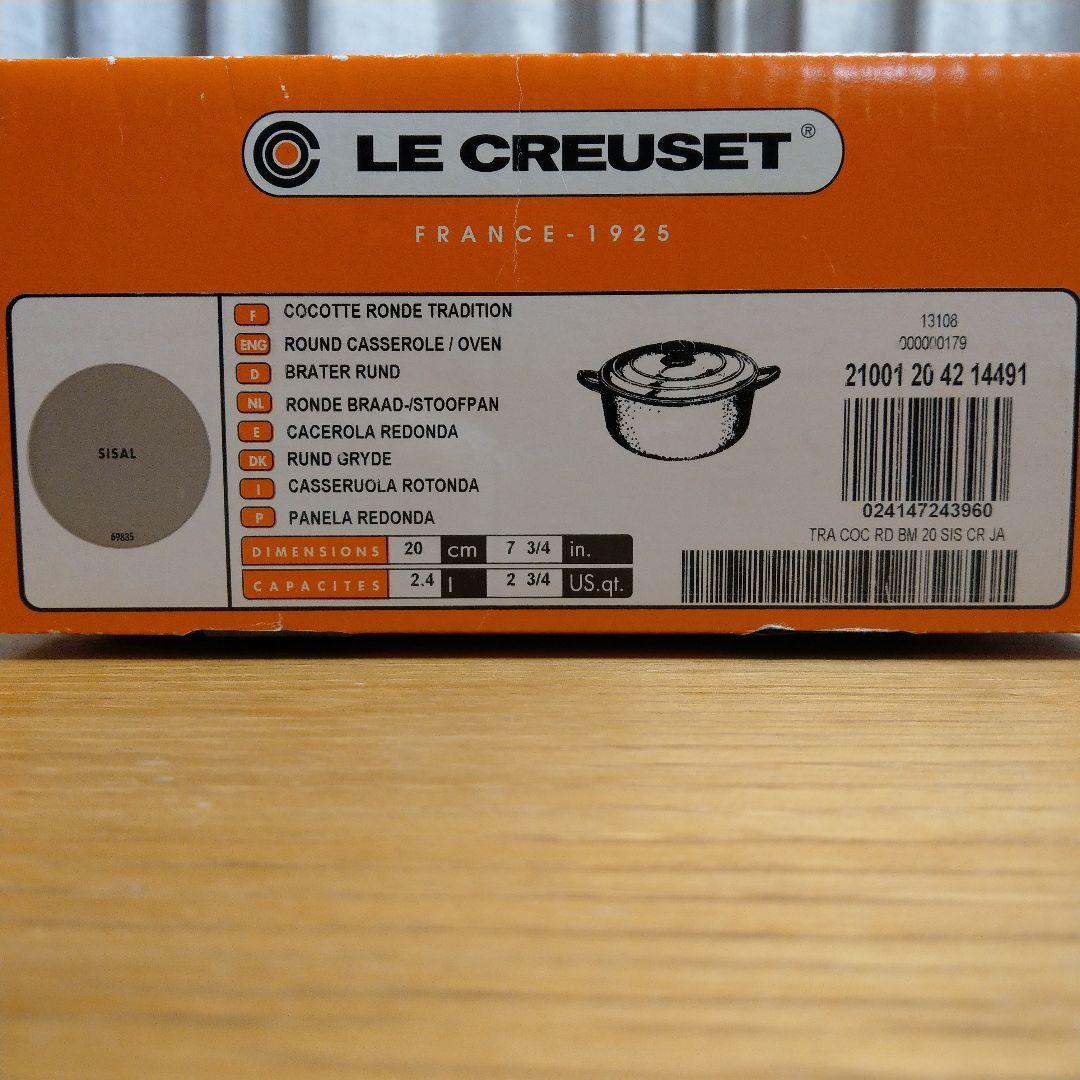 LE CREUSET®
FRANCE-1925
SISAL
69835
F COCOTTE RONDE TRADITION
ENG ROUND CASSEROLE / OVEN
D BRATER RUND
NL RONDE BRAAD-/STOOFPAN
E CACEROLA REDONDA
DK RUND GRYDE
I CASSERUOLA ROTONDA
P PANELA REDONDA
DIMENSIONS 20 cm 7 3/4 in.
CAPACITES 2.4 l 2 3/4 US.qt.
13108
000000179
21001 20 42 14491
024147243960
TRA COC RD BM 20 SIS CR JA